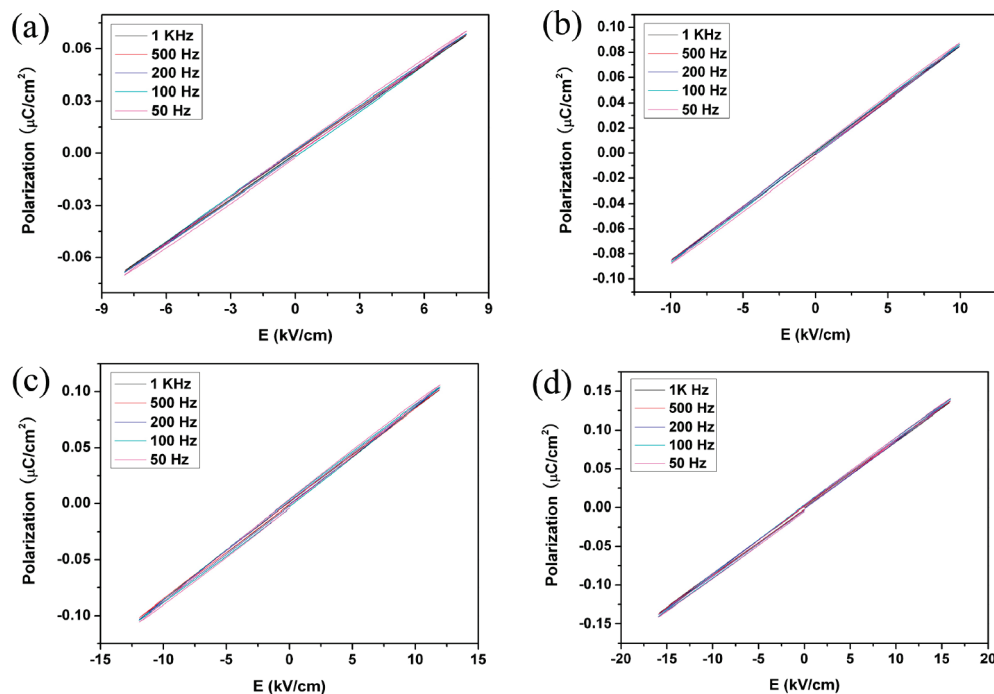 (a)
1 KHz
500 Hz
200 Hz
100 Hz
50 Hz
Polarization (μC/cm²)
0.06
0.03
0.00
-0.03
-0.06
-9 -6 -3 0 3 6 9
E (kV/cm)
(b)
1 KHz
500 Hz
200 Hz
100 Hz
50 Hz
Polarization (μC/cm²)
0.10
0.08
0.06
0.04
0.02
0.00
-0.02
-0.04
-0.06
-0.08
-0.10
-10 -5 0 5 10
E (kV/cm)
(c)
1 KHz
500 Hz
200 Hz
100 Hz
50 Hz
Polarization (μC/cm²)
0.10
0.05
0.00
-0.05
-0.10
-15 -10 -5 0 5 10 15
E (kV/cm)
(d)
1K Hz
500 Hz
200 Hz
100 Hz
50 Hz
Polarization (μC/cm²)
0.15
0.10
0.05
0.00
-0.05
-0.10
-0.15
-20 -15 -10 -5 0 5 10 15 20
E (kV/cm)